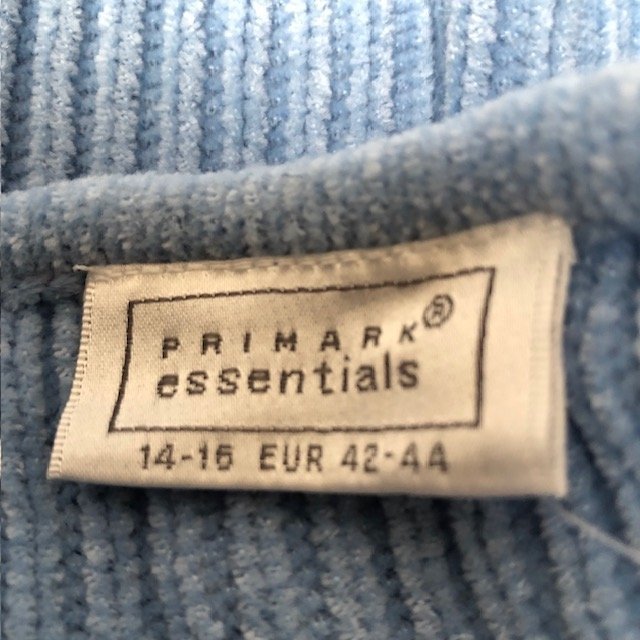 PRIMARK®
essentials
14-16 EUR 42-44